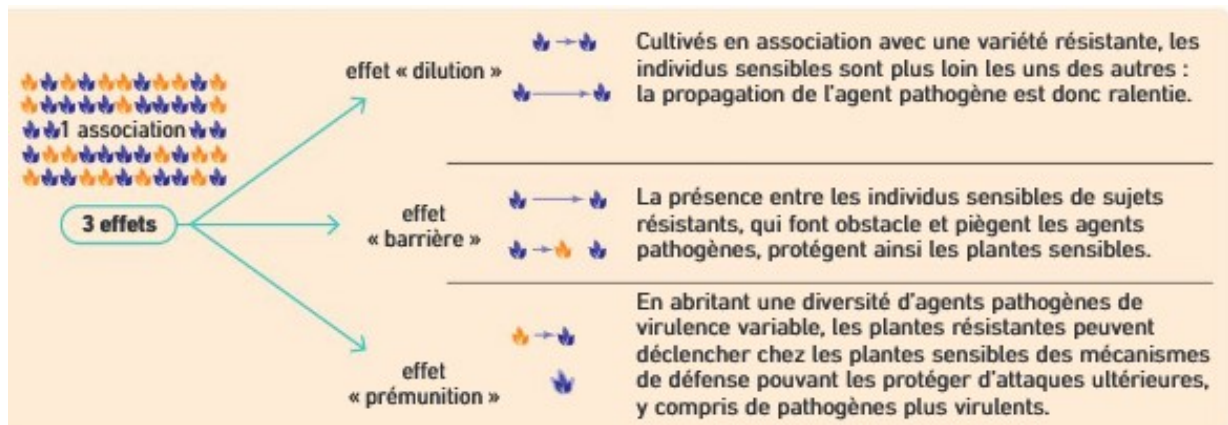 effet « dilution »
Cultivés en association avec une variété résistante, les
individus sensibles sont plus loin les uns des autres :
la propagation de l'agent pathogène est donc ralentie.
1 association
3 effets
effet
« barrière »
La présence entre les individus sensibles de sujets
résistants, qui font obstacle et piègent les agents
pathogènes, protégent ainsi les plantes sensibles.
effet
« prémunition »
En abritant une diversité d'agents pathogènes de
virulence variable, les plantes résistantes peuvent
déclencher chez les plantes sensibles des mécanismes
de défense pouvant les protéger d'attaques ultérieures,
y compris de pathogènes plus virulents.